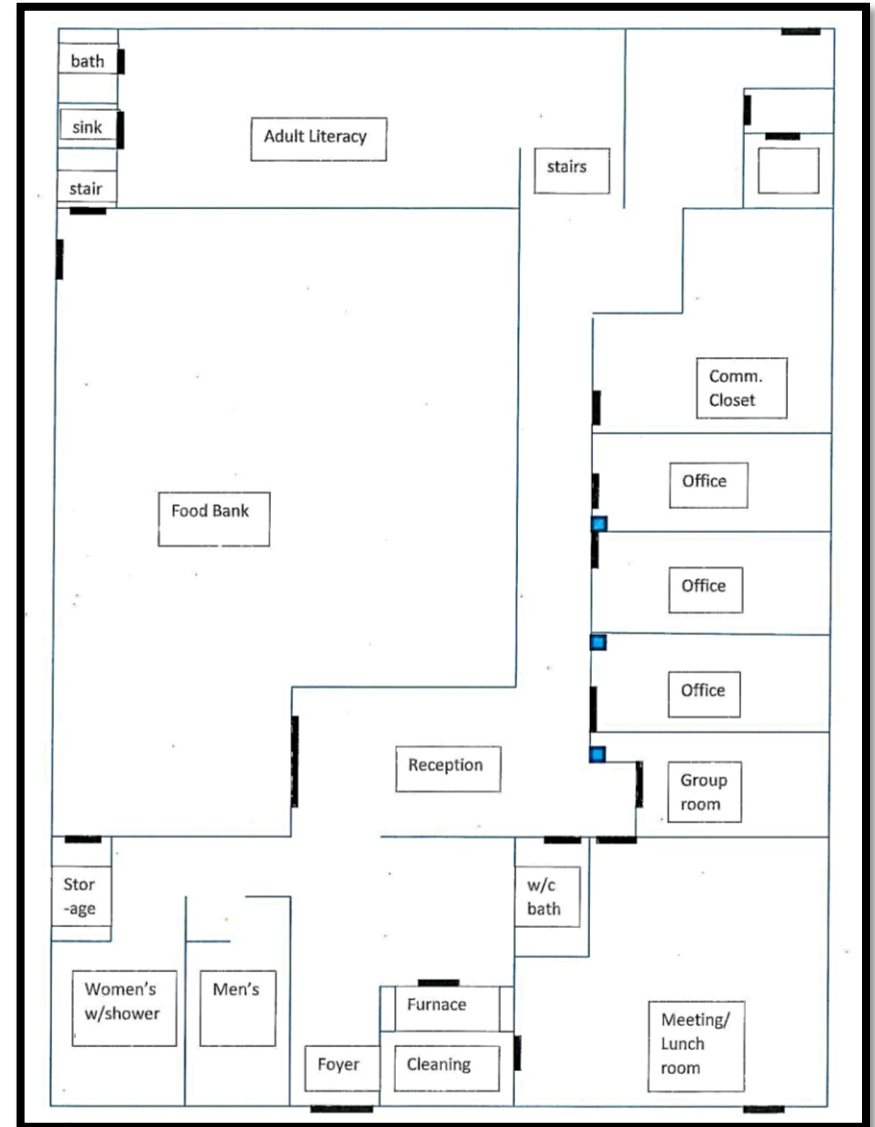 bath
sink
Adult Literacy
stairs
stair
Comm.
Closet
Office
Food Bank
Office
Office
Reception
Group
room
Stor
-age
w/c
bath
Women's
w/shower
Men's
Furnace
Meeting/
Lunch
room
Foyer
Cleaning